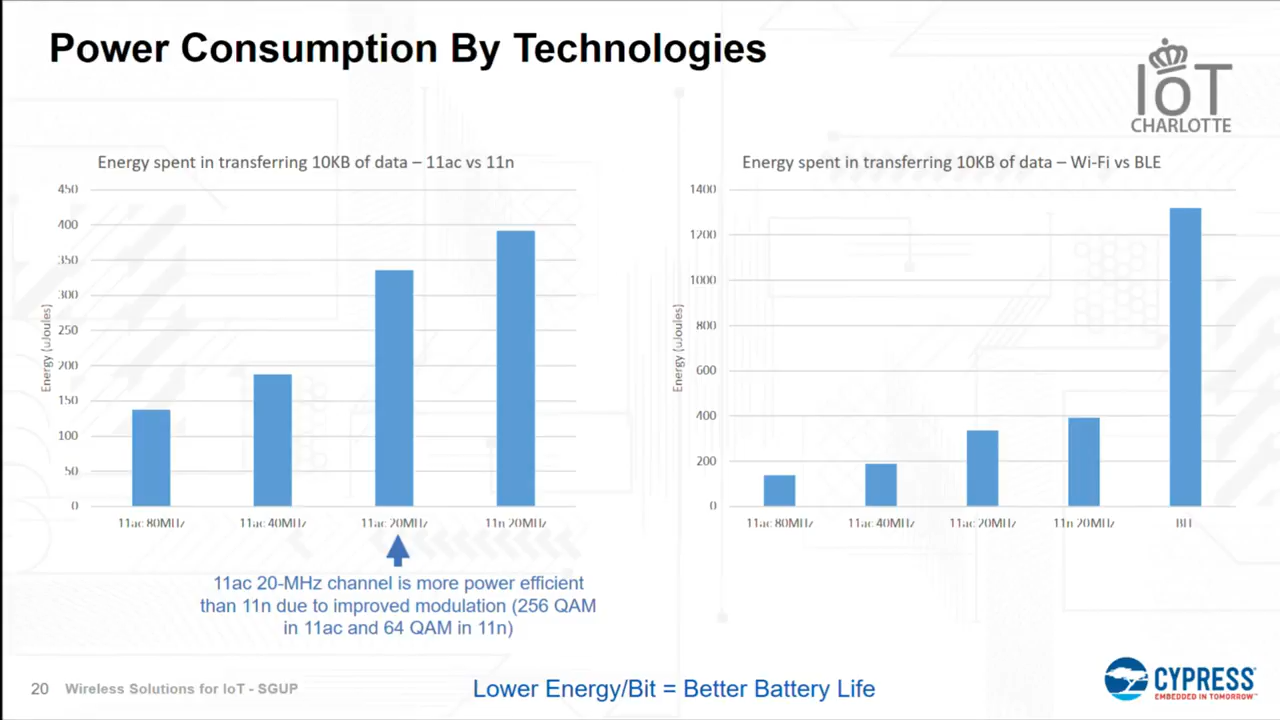 Power Consumption By Technologies
IoT
CHARLOTTE
Energy spent in transferring 10KB of data – 11ac vs 11n
450
400
350
300
250
200
150
100
50
0
Energy (uJoules)
11ac 80MHz
11ac 40MHz
11ac 20MHz
11n 20MHz
11ac 20-MHz channel is more power efficient
than 11n due to improved modulation (256 QAM
in 11ac and 64 QAM in 11n)
Energy spent in transferring 10KB of data – Wi-Fi vs BLE
1400
1200
1000
800
600
400
200
0
Energy (uJoules)
11ac 80MHz
11ac 40MHz
11ac 20MHz
11n 20MHz
BLE
20 Wireless Solutions for IoT - SGUP
Lower Energy/Bit = Better Battery Life
CYPRESS
EMBEDDED IN TOMORROW™